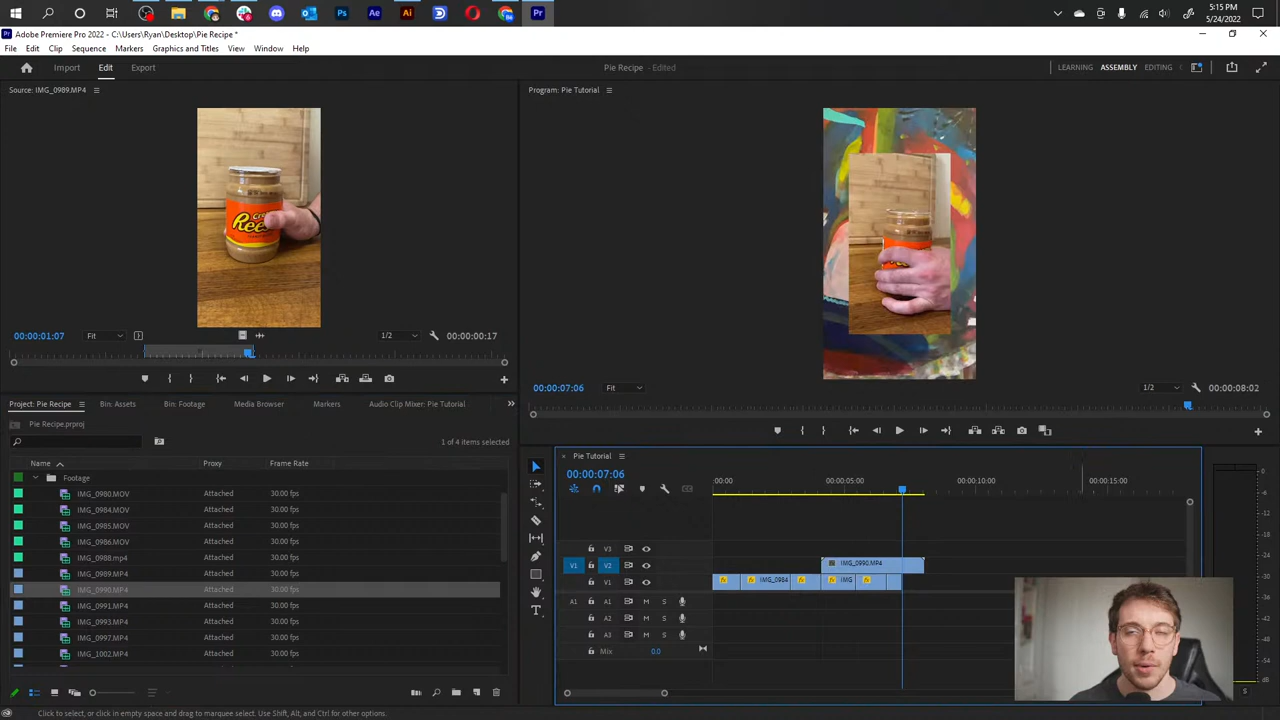 5:15 PM
5/24/2022
Adobe Premiere Pro 2022 - C:\Users\Ryan\Desktop\Pie Recipe *
File Edit Clip Sequence Markers Graphics and Titles View Window Help
Import Edit Export
Pie Recipe - Edited
LEARNING ASSEMBLY EDITING
Source: IMG_0989.MP4
Program: Pie Tutorial
Reese
00:00:01:07 Fit 1/2 00:00:00:17
00:00:07:06 Fit 1/2 00:00:08:02
Project: Pie Recipe Bin: Assets Bin: Footage Media Browser Markers Audio Clip Mixer: Pie Tutorial
Pie Recipe.prproj
1 of 4 items selected
Name Proxy Frame Rate
Footage
IMG_0980.MOV Attached 30.00 fps
IMG_0984.MOV Attached 30.00 fps
IMG_0985.MOV Attached 30.00 fps
IMG_0986.MOV Attached 30.00 fps
IMG_0988.mp4 Attached 30.00 fps
IMG_0989.MP4 Attached 30.00 fps
IMG_0990.MP4 Attached 30.00 fps
IMG_0991.MP4 Attached 30.00 fps
IMG_0993.MP4 Attached 30.00 fps
IMG_0997.MP4 Attached 30.00 fps
IMG_1002.MP4 Attached 30.00 fps
Pie Tutorial
00:00:07:06
:00:00 00:00:05:00 00:00:10:00 00:00:15:00
V3
V1 V2 IMG_0990.MP4
V1 IMG_0984 IMG
A1 A1 M S
A2 M S
A3 M S
Mix 0.0
0
-6
-12
-18
-24
-30
S
Click to select, or click in empty space and drag to marquee select. Use Shift, Alt, and Ctrl for other options.